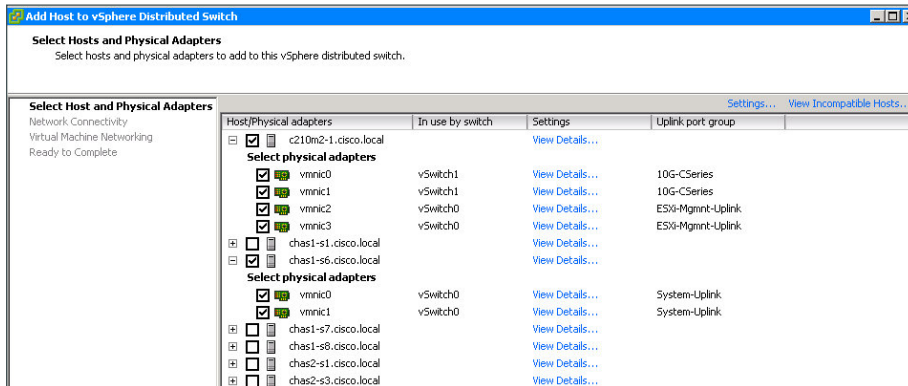 Add Host to vSphere Distributed Switch
Select Hosts and Physical Adapters
Select hosts and physical adapters to add to this vSphere distributed switch.
Select Host and Physical Adapters
Network Connectivity
Virtual Machine Networking
Ready to Complete
Settings... View Incompatible Hosts..
Host/Physical adapters In use by switch Settings Uplink port group
c210m2-1.cisco.local View Details...
Select physical adapters
vmnic0 vSwitch1 View Details... 10G-CSeries
vmnic1 vSwitch1 View Details... 10G-CSeries
vmnic2 vSwitch0 View Details... ESXi-Mgmnt-Uplink
vmnic3 vSwitch0 View Details... ESXi-Mgmnt-Uplink
chas1-s1.cisco.local View Details...
chas1-s6.cisco.local View Details...
Select physical adapters
vmnic0 vSwitch0 View Details... System-Uplink
vmnic1 vSwitch0 View Details... System-Uplink
chas1-s7.cisco.local View Details...
chas1-s8.cisco.local View Details...
chas2-s1.cisco.local View Details...
chas2-s3.cisco.local View Details...